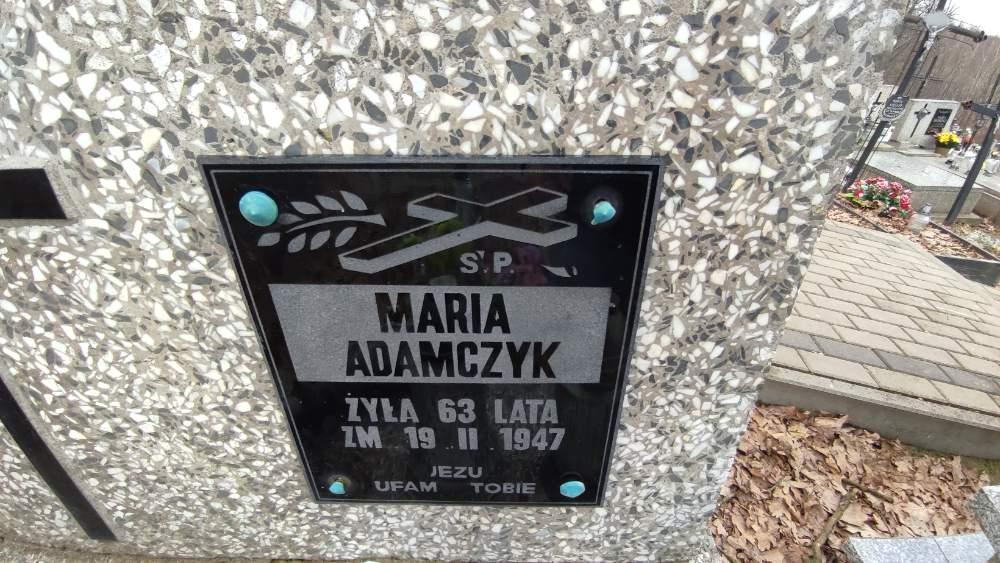 Ś.P.
MARIA
ADAMCZYK
ŻYŁA 63 LATA
ZM 19 II 1947
JEZU
UFAM TOBIE